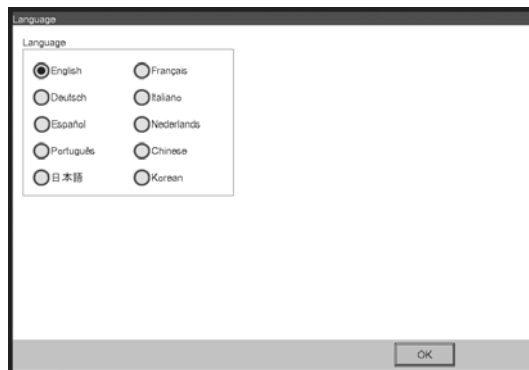 Language
Language
English Français
Deutsch Italiano
Español Nederlands
Português Chinese
日本語 Korean
OK